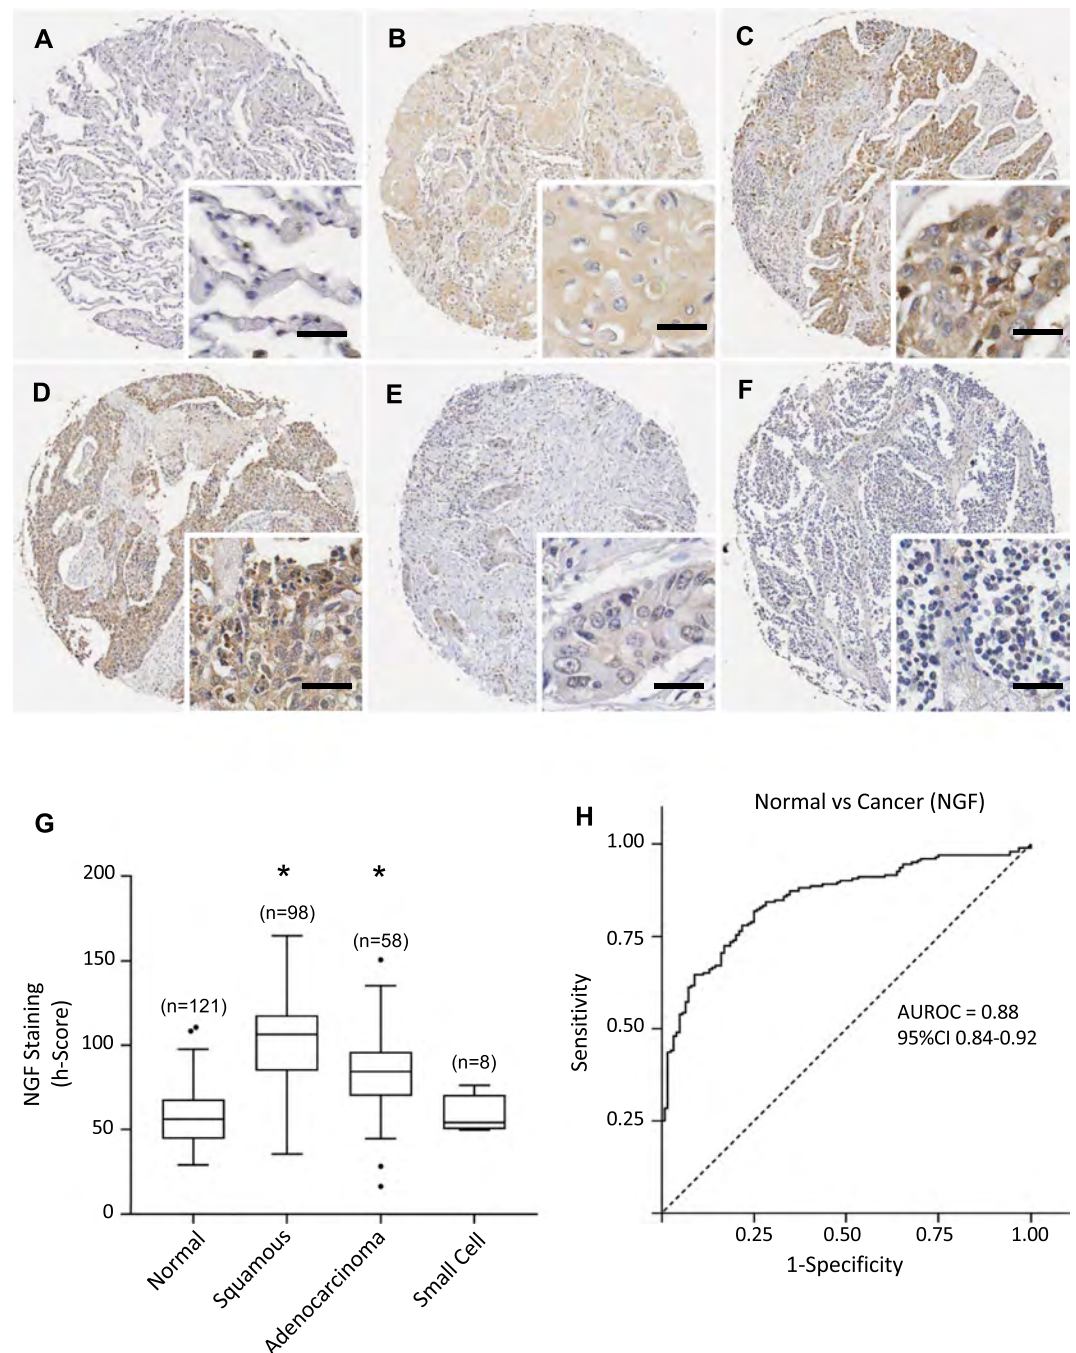 A
B
C
D
E
F
G
200
150
100
50
0
NGF Staining
(h-Score)
(n=121)
*
(n=98)
*
(n=58)
(n=8)
Normal
Squamous
Adenocarcinoma
Small Cell
H
Normal vs Cancer (NGF)
1.00
0.75
0.50
0.25
Sensitivity
AUROC = 0.88
95%CI 0.84-0.92
0.25
0.50
0.75
1.00
1-Specificity